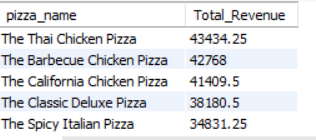 pizza_name Total_Revenue
The Thai Chicken Pizza 43434.25
The Barbecue Chicken Pizza 42768
The California Chicken Pizza 41409.5
The Classic Deluxe Pizza 38180.5
The Spicy Italian Pizza 34831.25